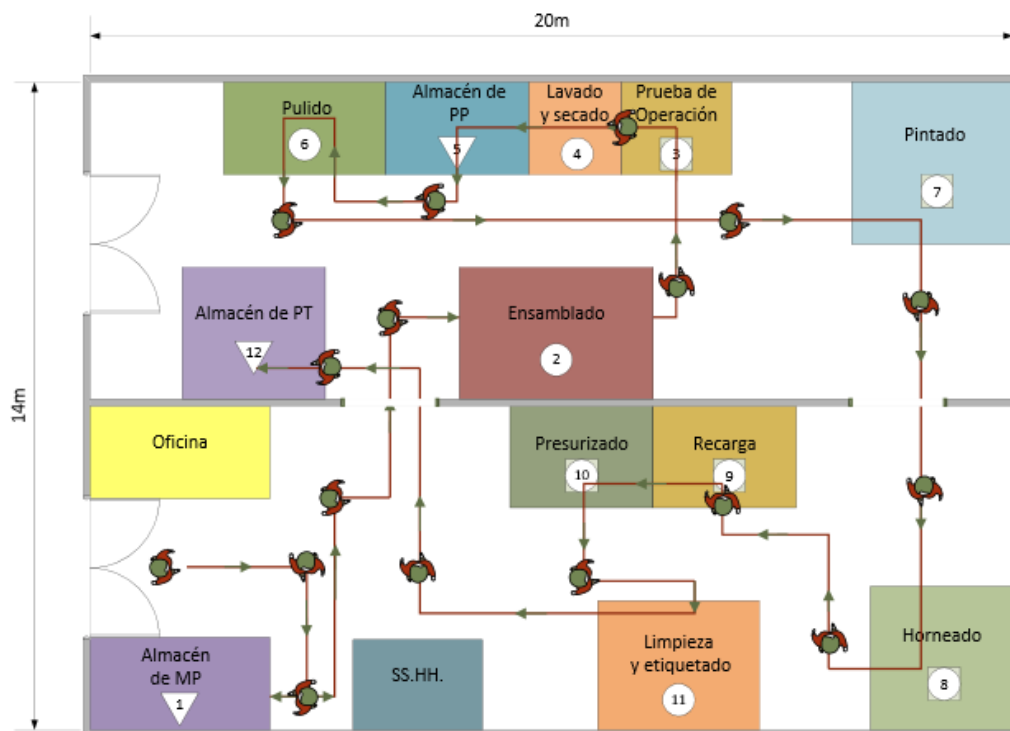 20m
14m
Pulido
6
Almacén de
PP
5
Lavado
y secado
4
Prueba de
Operación
3
Pintado
7
Almacén de PT
12
Ensamblado
2
Oficina
Presurizado
10
Recarga
9
Almacén
de MP
1
SS.HH.
Limpieza
y etiquetado
11
Horneado
8